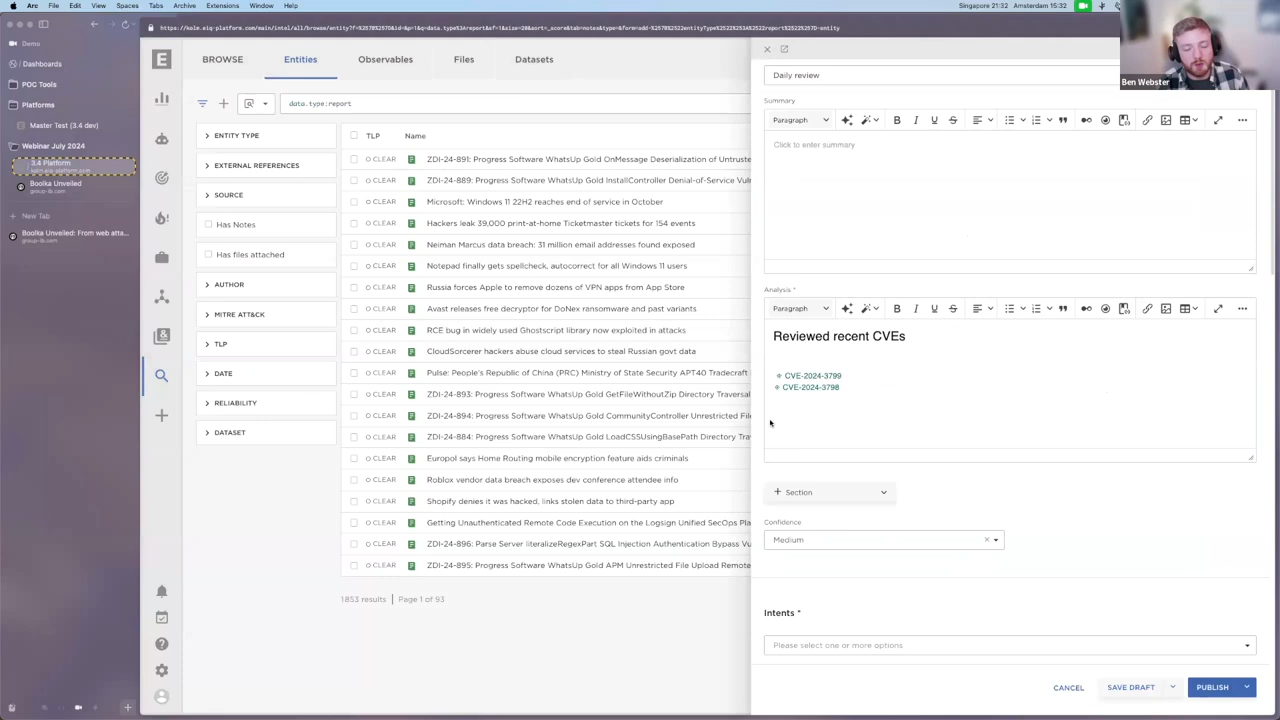 Arc File Edit View Spaces Tabs Archive Extensions Window Help
Singapore 21:32 Amsterdam 15:32
Demo
Dashboards
POC Tools
Platforms
Master Test (3.4 dev)
Webinar July 2024
3.4 Platform
Boolka Unveiled
group-ib.com
New Tab
Boolka Unveiled: From web atta...
group-ib.com
E
BROWSE
Entities
Observables
Files
Datasets
data.type:report
ENTITY TYPE
EXTERNAL REFERENCES
SOURCE
Has Notes
Has files attached
AUTHOR
MITRE ATT&CK
TLP
DATE
RELIABILITY
DATASET
TLP Name
CLEAR ZDI-24-891: Progress Software WhatsUp Gold OnMessage Deserialization of Untruste
CLEAR ZDI-24-889: Progress Software WhatsUp Gold InstallController Denial-of-Service Vul
CLEAR Microsoft: Windows 11 22H2 reaches end of service in October
CLEAR Hackers leak 39,000 print-at-home Ticketmaster tickets for 154 events
CLEAR Neiman Marcus data breach: 31 million email addresses found exposed
CLEAR Notepad finally gets spellcheck, autocorrect for all Windows 11 users
CLEAR Russia forces Apple to remove dozens of VPN apps from App Store
CLEAR Avast releases free decryptor for DoNex ransomware and past variants
CLEAR RCE bug in widely used Ghostscript library now exploited in attacks
CLEAR CloudSorcerer hackers abuse cloud services to steal Russian govt data
CLEAR Pulse: People's Republic of China (PRC) Ministry of State Security APT40 Tradecraft
CLEAR ZDI-24-893: Progress Software WhatsUp Gold GetFileWithoutZip Directory Traversal
CLEAR ZDI-24-894: Progress Software WhatsUp Gold CommunityController Unrestricted File
CLEAR ZDI-24-884: Progress Software WhatsUp Gold LoadCSSUsingBasePath Directory Trav
CLEAR Europol says Home Routing mobile encryption feature aids criminals
CLEAR Roblox vendor data breach exposes dev conference attendee info
CLEAR Shopify denies it was hacked, links stolen data to third-party app
CLEAR Getting Unauthenticated Remote Code Execution on the Logsign Unified SecOps Pla
CLEAR ZDI-24-896: Parse Server literalizeRegexPart SQL Injection Authentication Bypass Vu
CLEAR ZDI-24-895: Progress Software WhatsUp Gold APM Unrestricted File Upload Remote
1853 results | Page 1 of 93
Ben Webster
Daily review
Summary
Paragraph
Click to enter summary
Analysis *
Paragraph
Reviewed recent CVEs
CVE-2024-3799
CVE-2024-3798
+ Section
Confidence
Medium
Intents *
Please select one or more options
CANCEL
SAVE DRAFT
PUBLISH